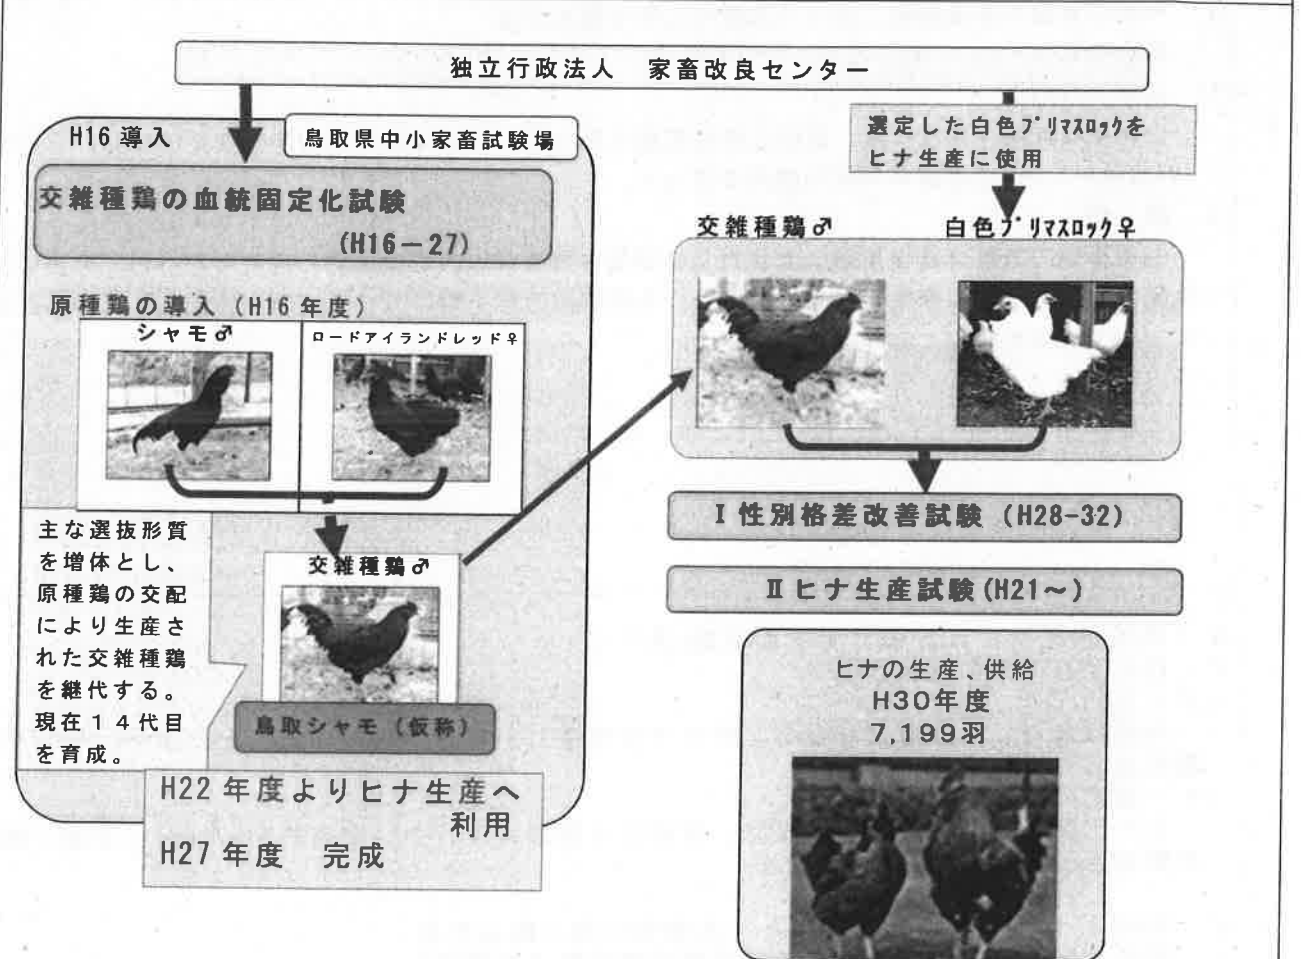 独立行政法人　家畜改良センター
H16 導入
鳥取県中小家畜試験場
交雑種鶏の血統固定化試験
(H16－27)
原種鶏の導入（H16 年度）
シャモ♂
ロードアイランドレッド♀
主な選抜形質
を増体とし、
原種鶏の交配
により生産さ
れた交雑種鶏
を継代する。
現在１４代目
を育成。
交雑種鶏♂
鳥取シャモ（仮称）
H22 年度よりヒナ生産へ
利用
H27 年度　完成
選定した白色ﾌﾟﾘﾏｽﾛｯｸを
ヒナ生産に使用
交雑種鶏♂
白色ﾌﾟﾘﾏｽﾛｯｸ♀
Ⅰ 性別格差改善試験（H28-32）
Ⅱ ヒナ生産試験(H21～)
ヒナの生産、供給
H30年度
7,199羽